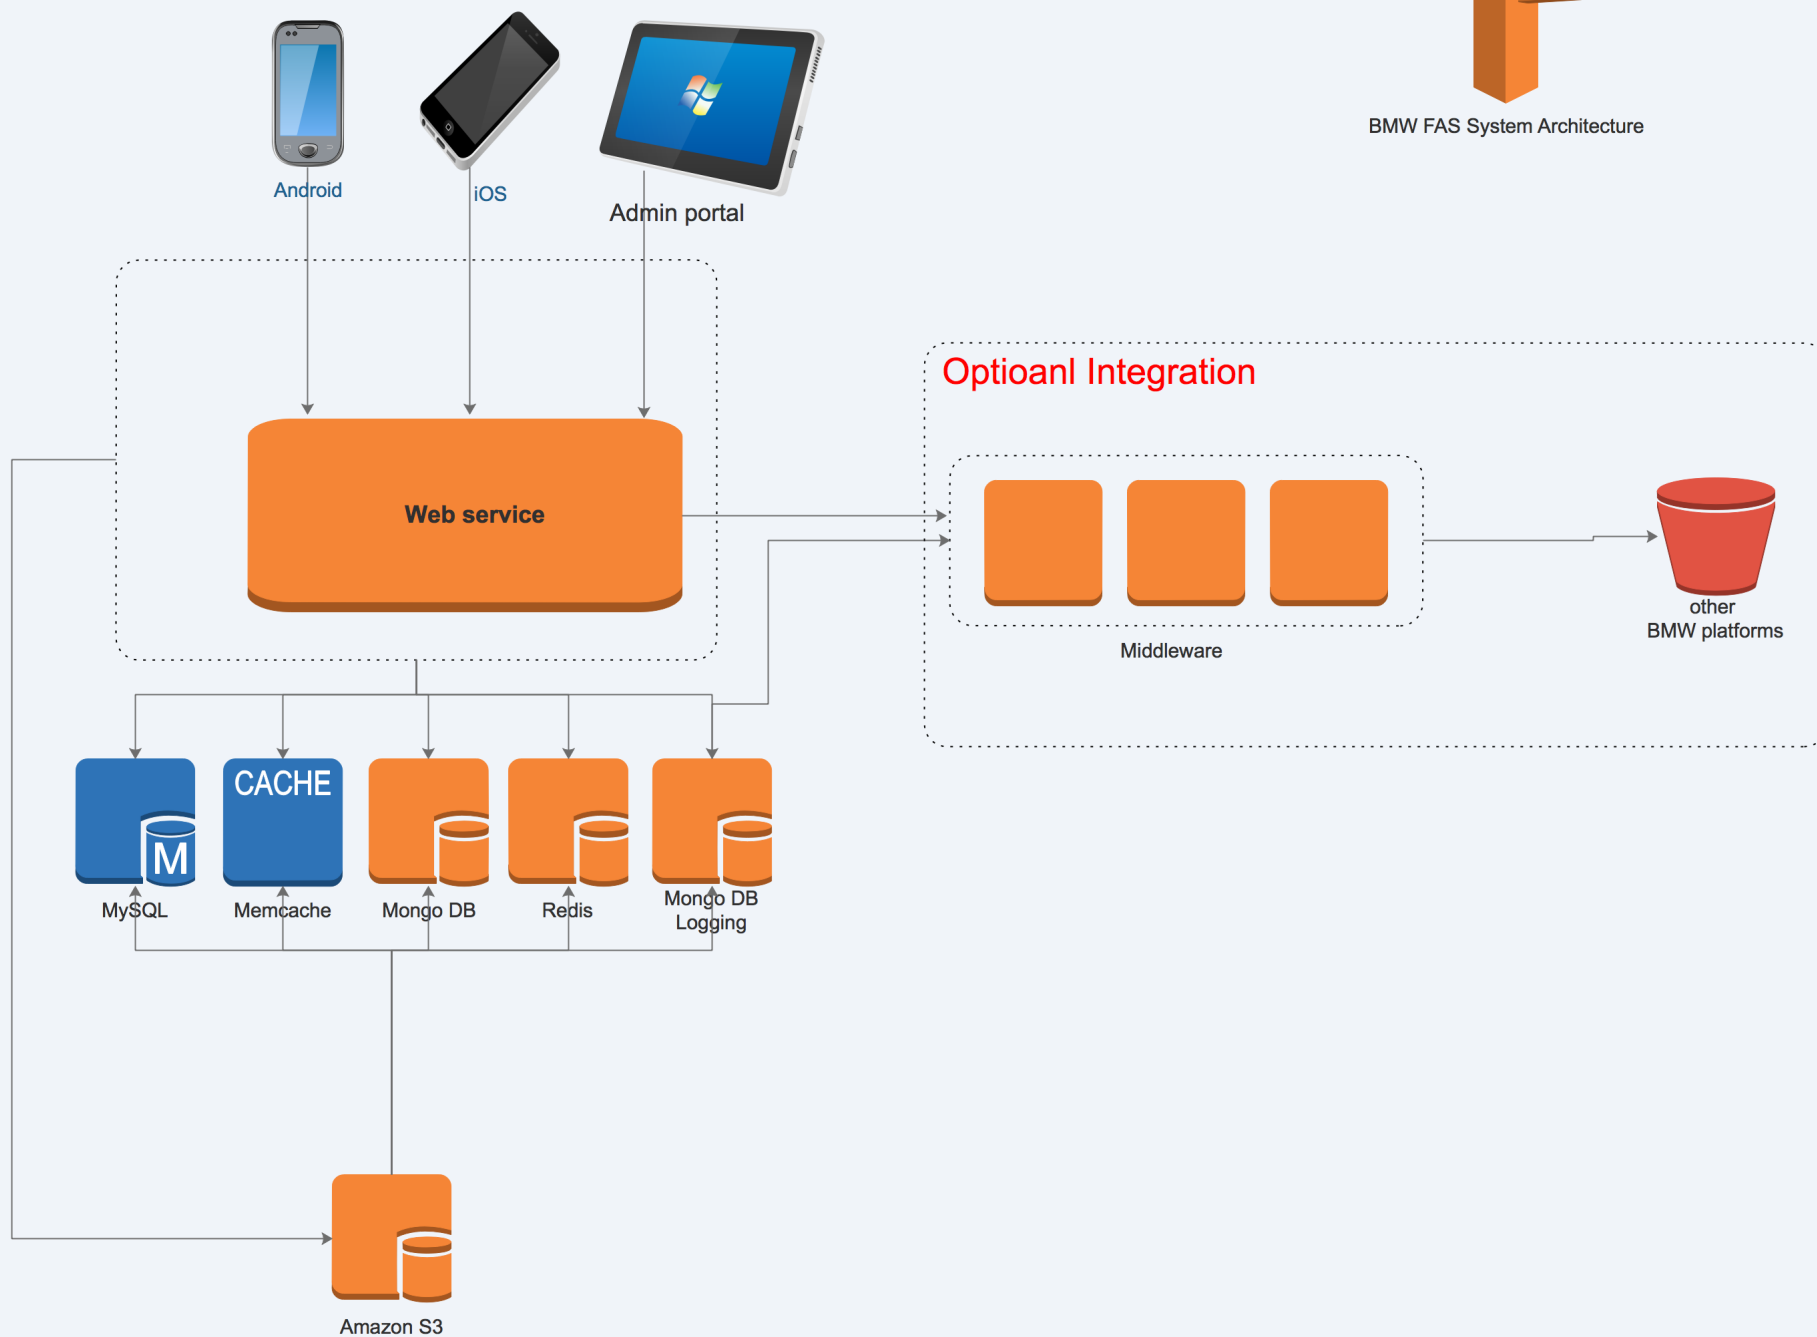 BMW FAS System Architecture
Android
iOS
Admin portal
Optioanl Integration
Web service
Middleware
other
BMW platforms
CACHE
M
MySQL
Memcache
Mongo DB
Redis
Mongo DB
Logging
Amazon S3